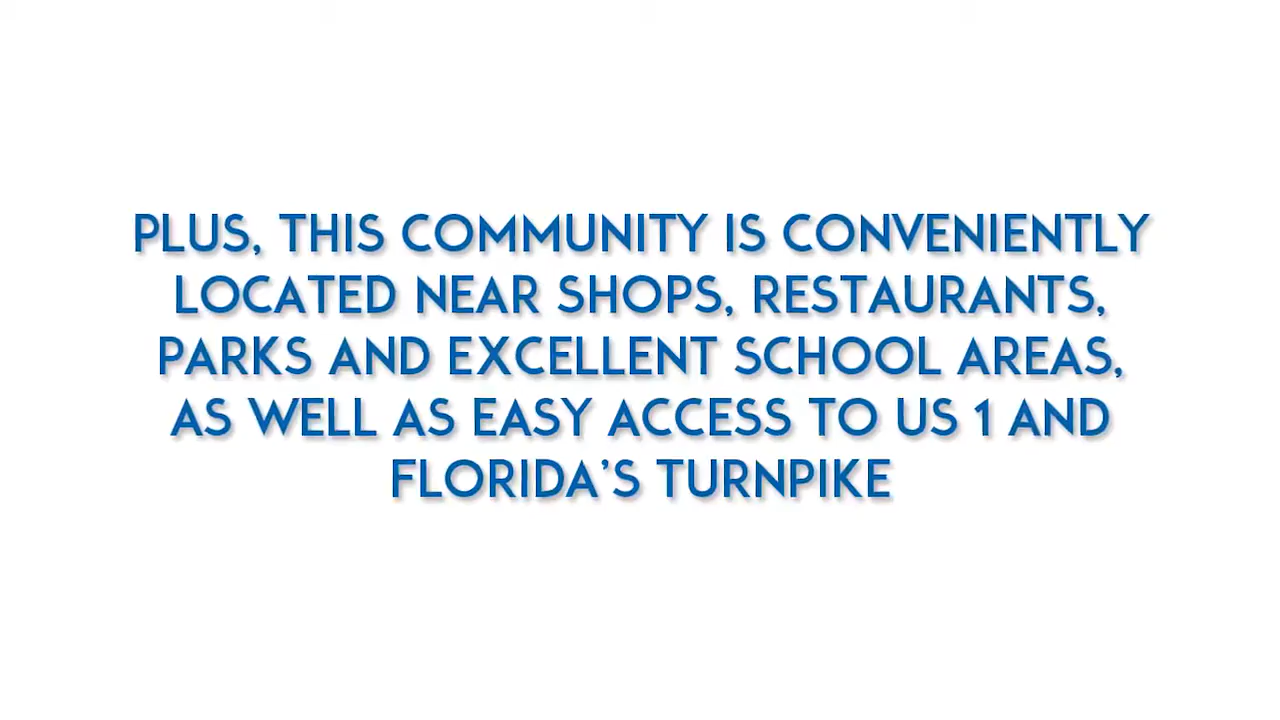 PLUS, THIS COMMUNITY IS CONVENIENTLY
LOCATED NEAR SHOPS, RESTAURANTS,
PARKS AND EXCELLENT SCHOOL AREAS,
AS WELL AS EASY ACCESS TO US 1 AND
FLORIDA’S TURNPIKE